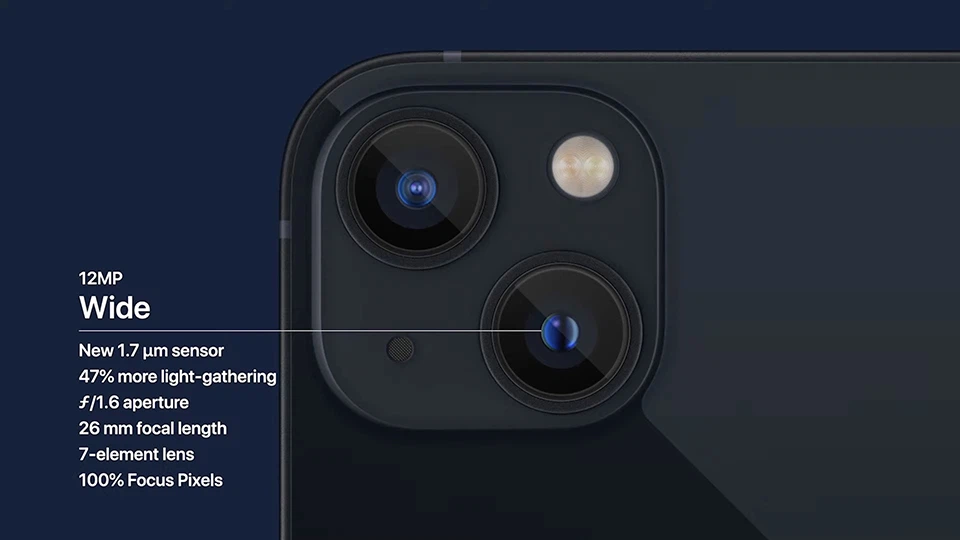 12MP
Wide
New 1.7 µm sensor
47% more light-gathering
ƒ/1.6 aperture
26 mm focal length
7-element lens
100% Focus Pixels